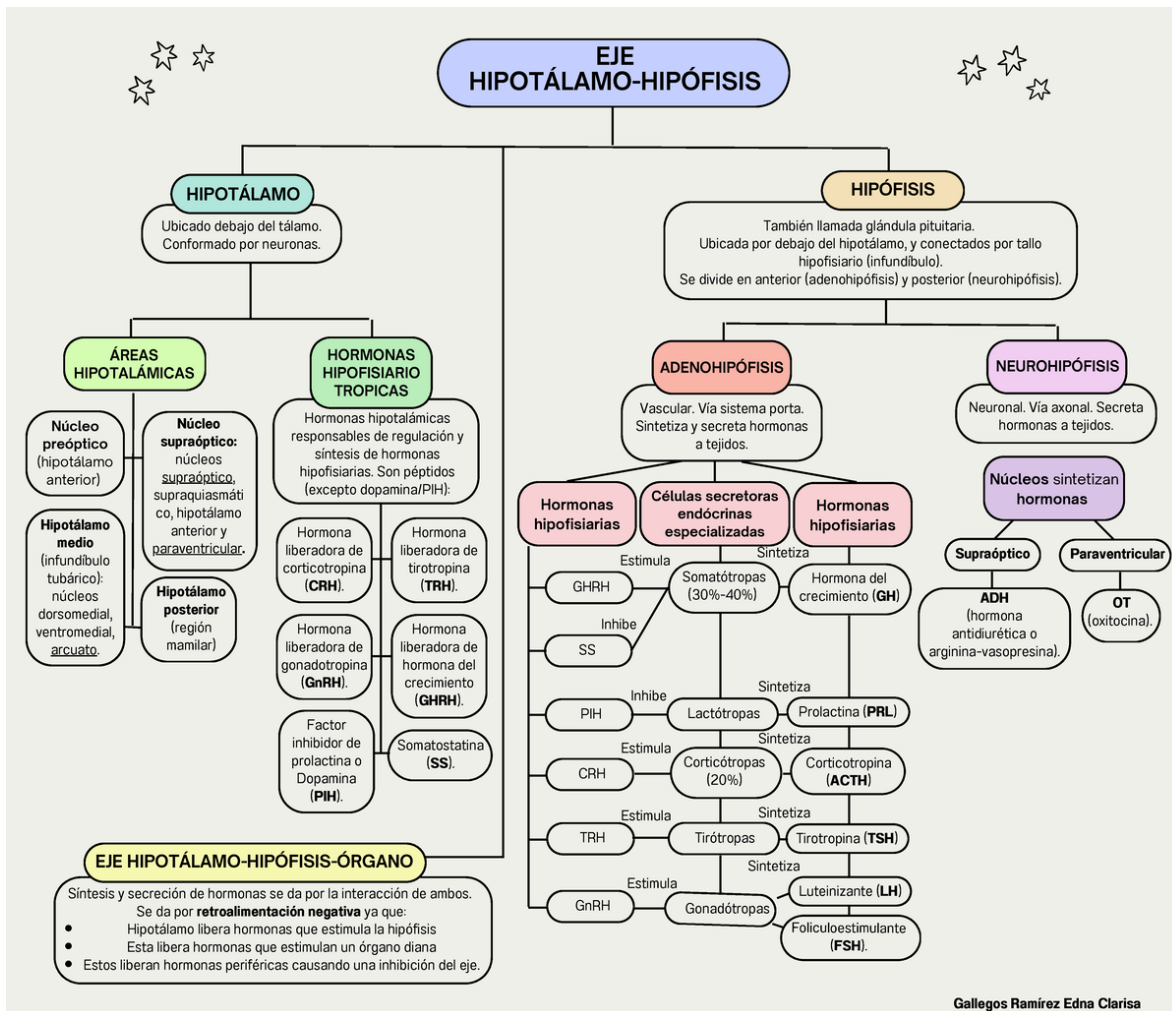 EJE
HIPOTÁLAMO-HIPÓFISIS
HIPOTÁLAMO
Ubicado debajo del tálamo.
Conformado por neuronas.
ÁREAS
HIPOTALÁMICAS
Núcleo
preóptico
(hipotálamo
anterior)
Núcleo
supraóptico:
núcleos
supraóptico,
supraquiasmáti
co, hipotálamo
anterior y
paraventricular.
Hipotálamo
medio
(infundíbulo
tubárico):
núcleos
dorsomedial,
ventromedial,
arcuato.
Hipotálamo
posterior
(región
mamilar)
HORMONAS
HIPOFISIARIO
TROPICAS
Hormonas hipotalámicas
responsables de regulación y
síntesis de hormonas
hipofisiarias. Son péptidos
(excepto dopamina/PIH):
Hormona
liberadora de
corticotropina
(CRH).
Hormona
liberadora de
tirotropina
(TRH).
Hormona
liberadora de
gonadotropina
(GnRH).
Hormona
liberadora de
hormona del
crecimiento
(GHRH).
Factor
inhibidor de
prolactina o
Dopamina
(PIH).
Somatostatina
(SS).
EJE HIPOTÁLAMO-HIPÓFISIS-ÓRGANO
Síntesis y secreción de hormonas se da por la interacción de ambos.
Se da por retroalimentación negativa ya que:
• Hipotálamo libera hormonas que estimula la hipófisis
• Esta libera hormonas que estimulan un órgano diana
• Estos liberan hormonas periféricas causando una inhibición del eje.
HIPÓFISIS
También llamada glándula pituitaria.
Ubicada por debajo del hipotálamo, y conectados por tallo
hipofisiario (infundíbulo).
Se divide en anterior (adenohipófisis) y posterior (neurohipófisis).
ADENOHIPÓFISIS
Vascular. Vía sistema porta.
Sintetiza y secreta hormonas
a tejidos.
Hormonas
hipofisiarias
Células secretoras
endócrinas
especializadas
Hormonas
hipofisiarias
GHRH
Estimula
Somatótropas
(30%-40%)
Sintetiza
Hormona del
crecimiento (GH)
Inhibe
SS
PIH
Inhibe
Lactótropas
Sintetiza
Prolactina (PRL)
CRH
Estimula
Corticótropas
(20%)
Sintetiza
Corticotropina
(ACTH)
TRH
Estimula
Tirótropas
Sintetiza
Tirotropina (TSH)
GnRH
Estimula
Gonadótropas
Sintetiza
Luteinizante (LH)
Foliculoestimulante
(FSH).
NEUROHIPÓFISIS
Neuronal. Vía axonal. Secreta
hormonas a tejidos.
Núcleos sintetizan
hormonas
Supraóptico
ADH
(hormona
antidiurética o
arginina-vasopresina).
Paraventricular
OT
(oxitocina).
Gallegos Ramírez Edna Clarisa